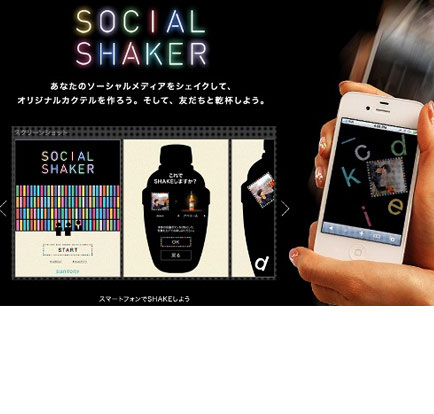 SOCIAL
SHAKER
あなたのソーシャルメディアをシェイクして、
オリジナルカクテルを作ろう。そして、友だちと乾杯しよう。
スクリーンショット
SOCIAL
SHAKER
START
SUNTORY
これで
SHAKEしますか?
OK
戻る
d
c
d
k
i
e
スマートフォンでSHAKEしよう